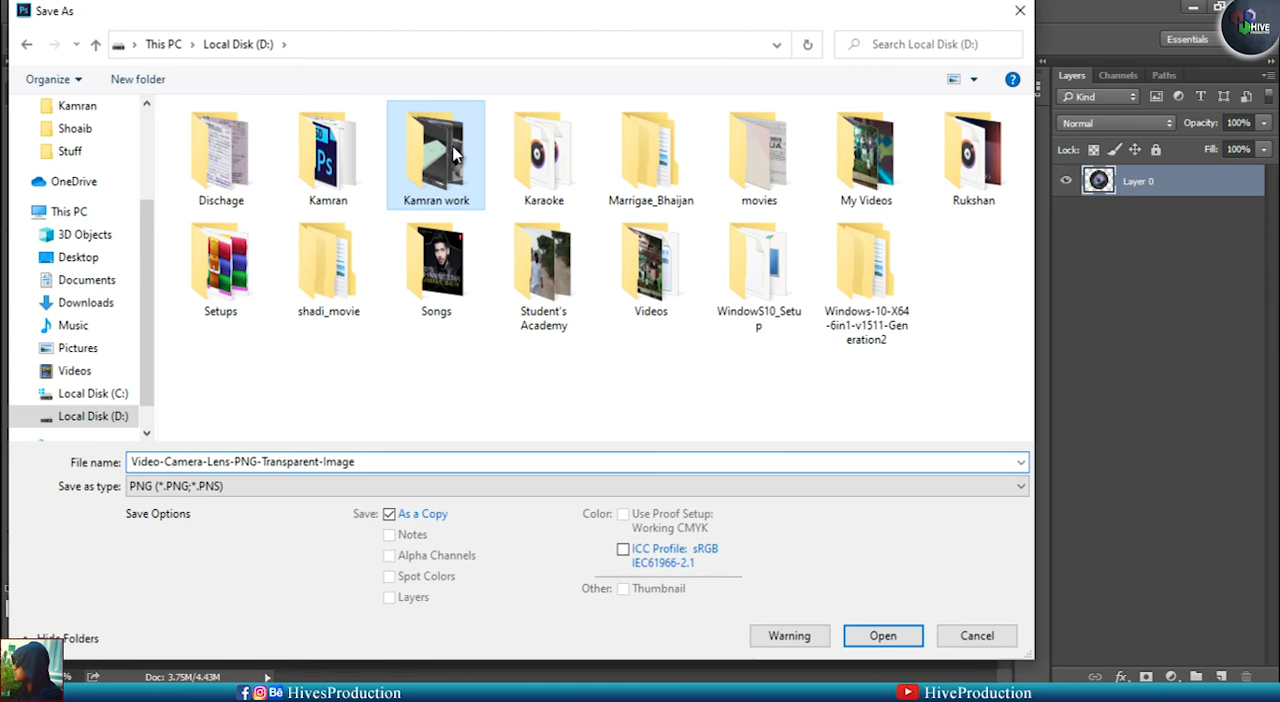 Save As
HIVE
This PC
Local Disk (D:)
Search Local Disk (D:)
Essentials
Organize
New folder
Layers
Channels
Paths
Kind
Normal
Opacity:
100%
Lock:
Fill:
100%
Layer 0
Kamran
Shoaib
Stuff
OneDrive
This PC
3D Objects
Desktop
Documents
Downloads
Music
Pictures
Videos
Local Disk (C:)
Local Disk (D:)
Dischage
Kamran
Kamran work
Karaoke
Marrigae_Bhaijan
movies
My Videos
Rukshan
Setups
shadi_movie
Songs
Student's
Academy
Videos
WindowS10_Setu
p
Windows-10-X64
-6in1-v1511-Gen
eration2
File name:
Video-Camera-Lens-PNG-Transparent-Image
Save as type:
PNG (*.PNG;*.PNS)
Save Options
Save:
As a Copy
Notes
Alpha Channels
Spot Colors
Layers
Color:
Use Proof Setup:
Working CMYK
ICC Profile: sRGB
IEC61966-2.1
Other:
Thumbnail
Hide Folders
Warning
Open
Cancel
Doc: 3.75M/4.43M
HivesProduction
HiveProduction